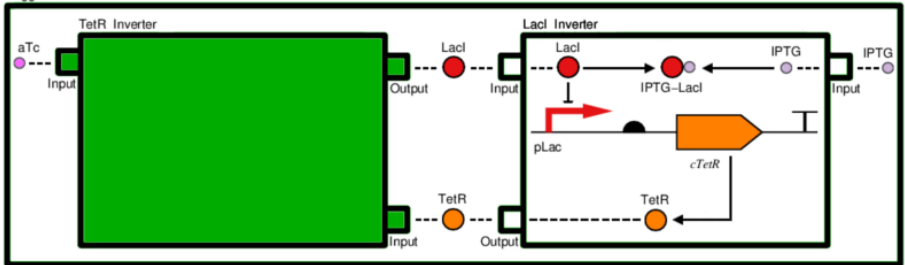 TetR Inverter
LacI Inverter
aTc
LacI
LacI
IPTG
IPTG
Input
Output
Input
IPTG–LacI
Input
pLac
cTetR
TetR
TetR
Input
Output